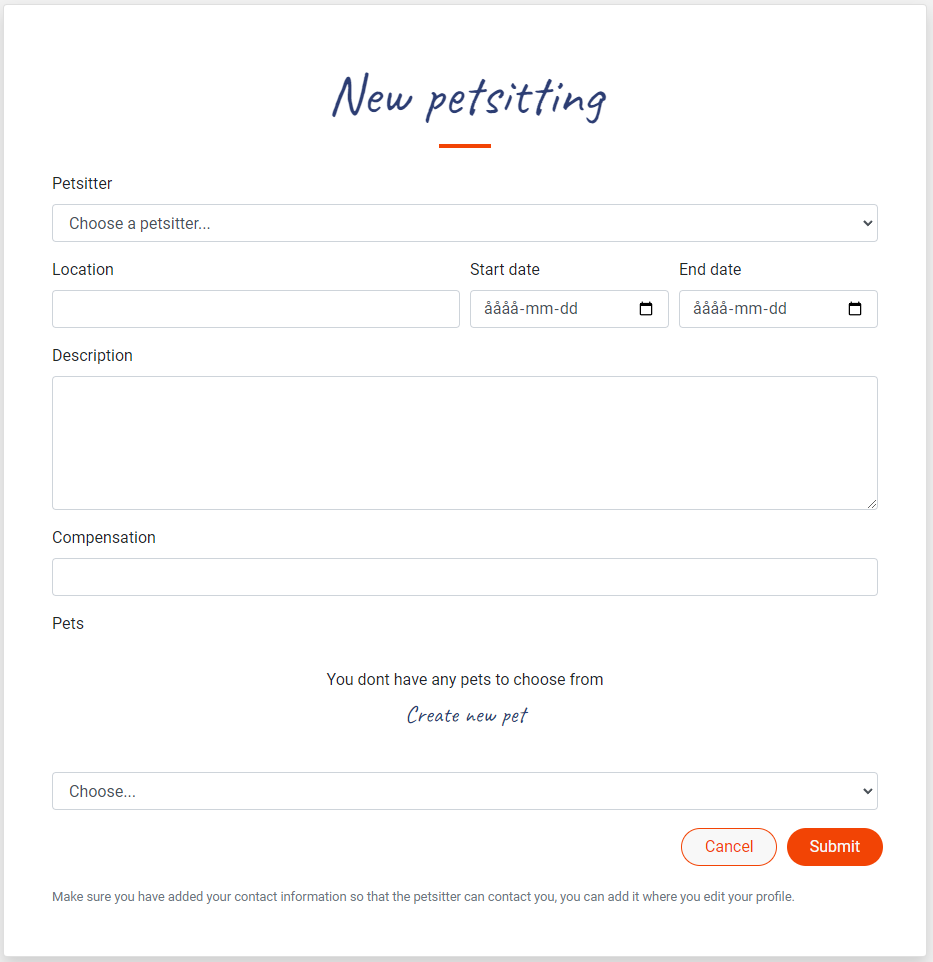 New petsitting
Petsitter
Choose a petsitter...
Location Start date End date
åååå-mm-dd åååå-mm-dd
Description
Compensation
Pets
You dont have any pets to choose from
Create new pet
Choose...
Cancel Submit
Make sure you have added your contact information so that the petsitter can contact you, you can add it where you edit your profile.